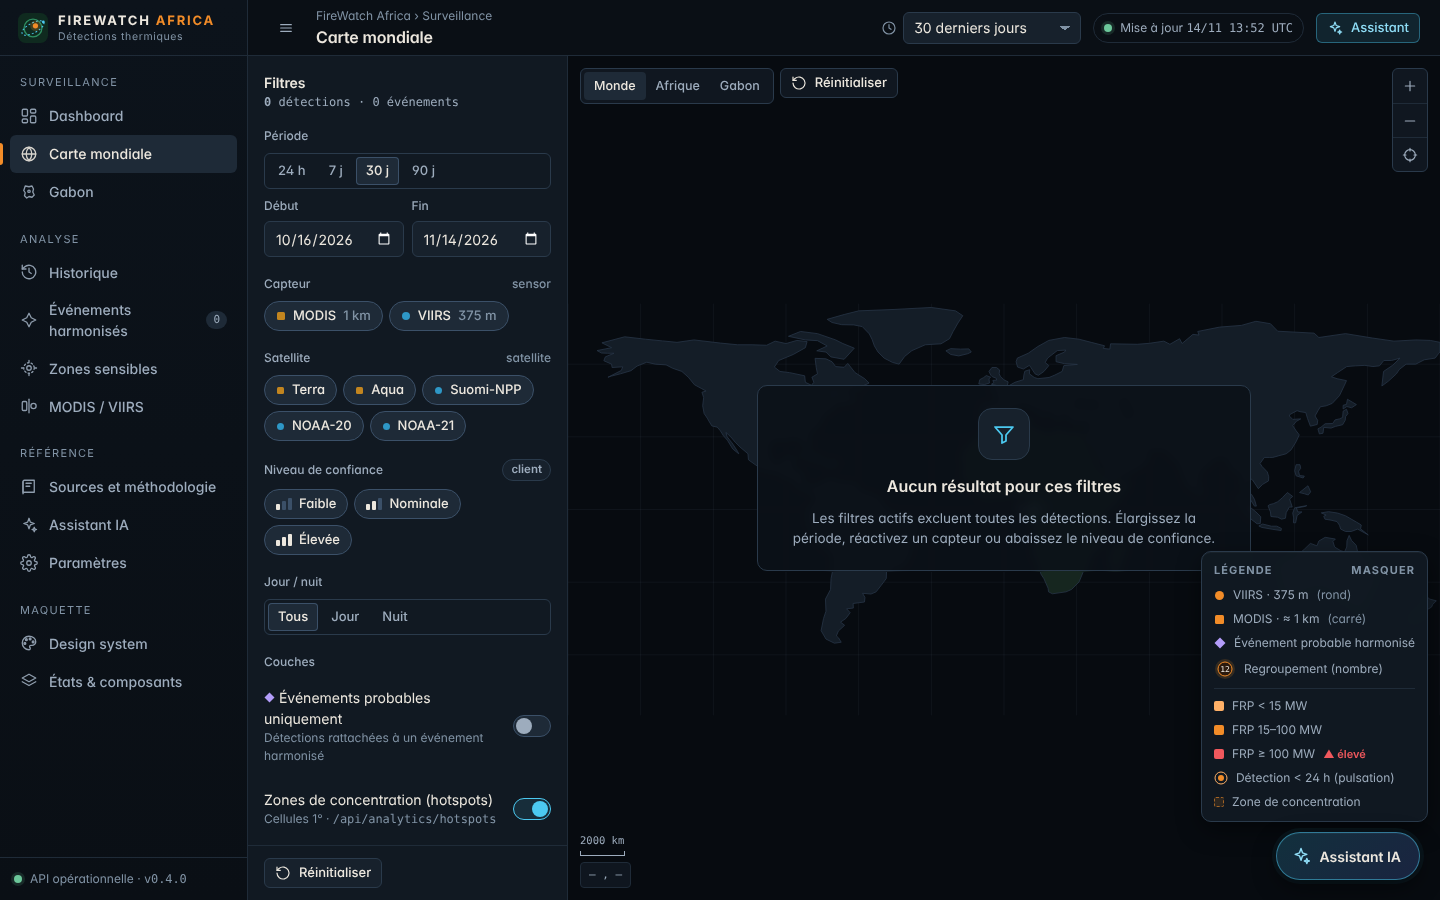 FIREWATCH AFRICA
Détections thermiques
SURVEILLANCE
Dashboard
Carte mondiale
Gabon
ANALYSE
Historique
Événements
harmonisés
0
Zones sensibles
MODIS / VIIRS
RÉFÉRENCE
Sources et méthodologie
Assistant IA
Paramètres
MAQUETTE
Design system
États & composants
API opérationnelle · v0.4.0
FireWatch Africa › Surveillance
Carte mondiale
30 derniers jours
Mise à jour 14/11 13:52 UTC
Assistant
Filtres
0 détections · 0 événements
Période
24 h 7 j 30 j 90 j
Début Fin
10/16/2026 11/14/2026
Capteur sensor
MODIS 1 km VIIRS 375 m
Satellite satellite
Terra Aqua Suomi-NPP
NOAA-20 NOAA-21
Niveau de confiance client
Faible Nominale
Élevée
Jour / nuit
Tous Jour Nuit
Couches
Événements probables
uniquement
Détections rattachées à un événement
harmonisé
Zones de concentration (hotspots)
Cellules 1° · /api/analytics/hotspots
Réinitialiser
Monde Afrique Gabon Réinitialiser
+
−
Aucun résultat pour ces filtres
Les filtres actifs excluent toutes les détections. Élargissez la
période, réactivez un capteur ou abaissez le niveau de confiance.
LÉGENDE MASQUER
VIIRS · 375 m (rond)
MODIS · ≈ 1 km (carré)
Événement probable harmonisé
12 Regroupement (nombre)
FRP < 15 MW
FRP 15–100 MW
FRP ≥ 100 MW ▲ élevé
Détection < 24 h (pulsation)
Zone de concentration
2000 km
— , —
Assistant IA